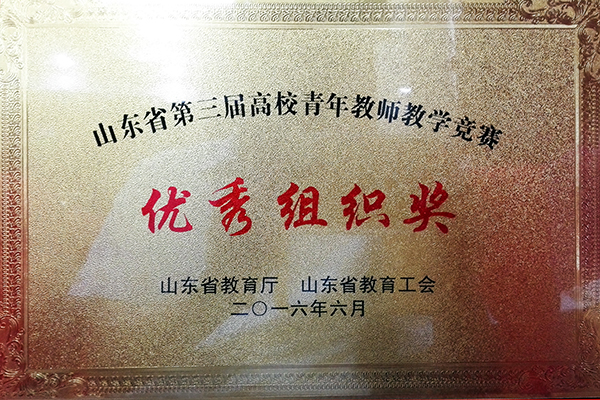 山东省第三届高校青年教师教学竞赛
优秀组织奖
山东省教育厅 山东省教育工会
二〇一六年六月